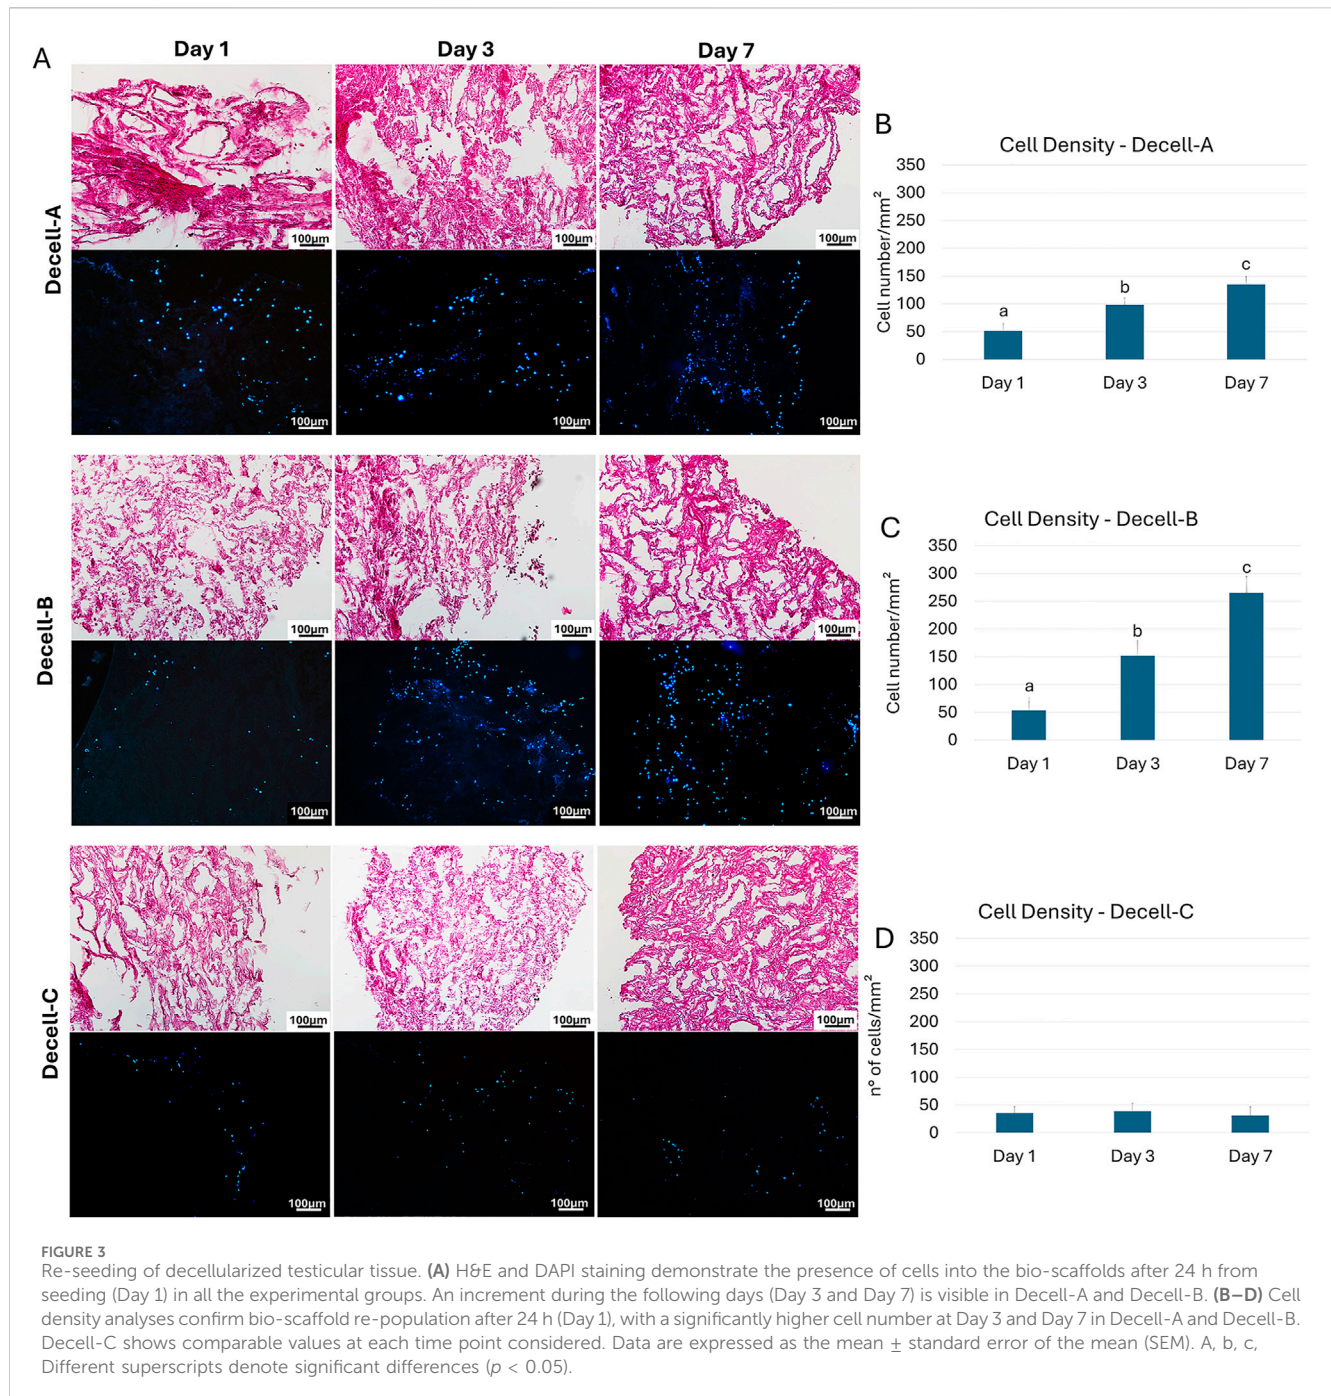 A
Day 1
Day 3
Day 7
Decell-A
100µm
100µm
100µm
100µm
100µm
100µm
B
Cell Density - Decell-A
Cell number/mm²
350
300
250
200
150
100
50
0
a
b
c
Day 1
Day 3
Day 7
Decell-B
100µm
100µm
100µm
100µm
100µm
100µm
C
Cell Density - Decell-B
Cell number/mm²
350
300
250
200
150
100
50
0
a
b
c
Day 1
Day 3
Day 7
Decell-C
100µm
100µm
100µm
100µm
100µm
100µm
D
Cell Density - Decell-C
n° of cells/mm²
350
300
250
200
150
100
50
0
Day 1
Day 3
Day 7
FIGURE 3
Re-seeding of decellularized testicular tissue. (A) H&E and DAPI staining demonstrate the presence of cells into the bio-scaffolds after 24 h from
seeding (Day 1) in all the experimental groups. An increment during the following days (Day 3 and Day 7) is visible in Decell-A and Decell-B. (B–D) Cell
density analyses confirm bio-scaffold re-population after 24 h (Day 1), with a significantly higher cell number at Day 3 and Day 7 in Decell-A and Decell-B.
Decell-C shows comparable values at each time point considered. Data are expressed as the mean ± standard error of the mean (SEM). A, b, c,
Different superscripts denote significant differences (p < 0.05).